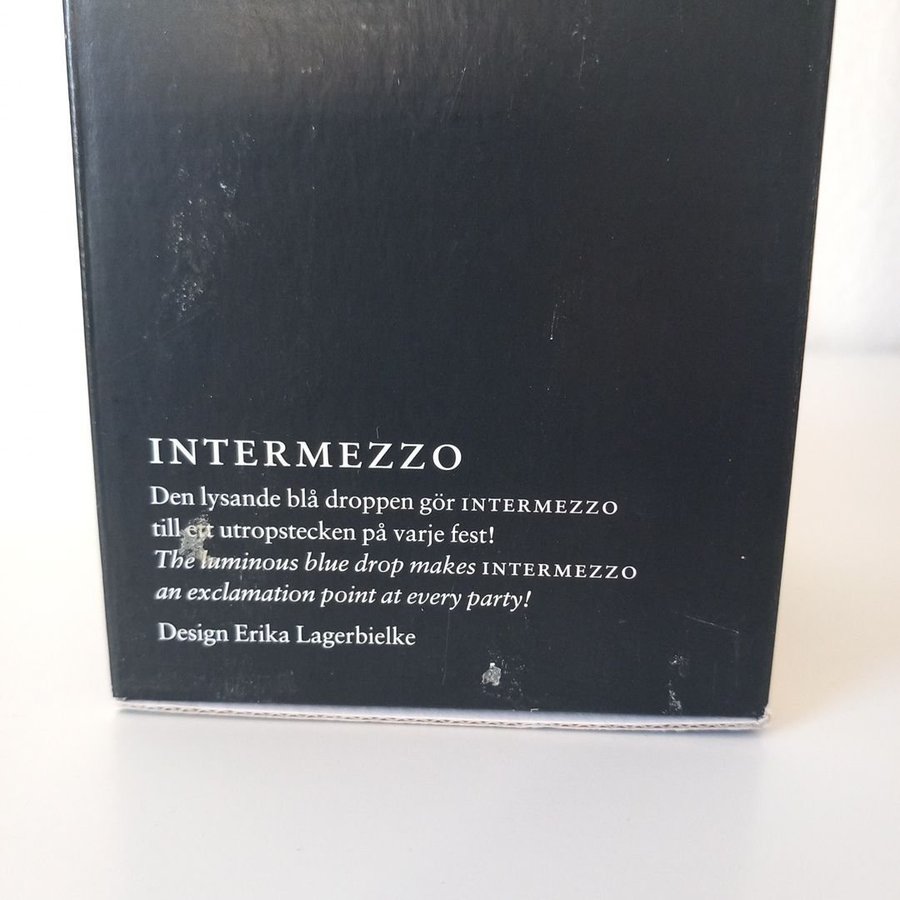 INTERMEZZO
Den lysande blå droppen gör INTERMEZZO
till ett utropstecken på varje fest!
The luminous blue drop makes INTERMEZZO
an exclamation point at every party!
Design Erika Lagerbielke